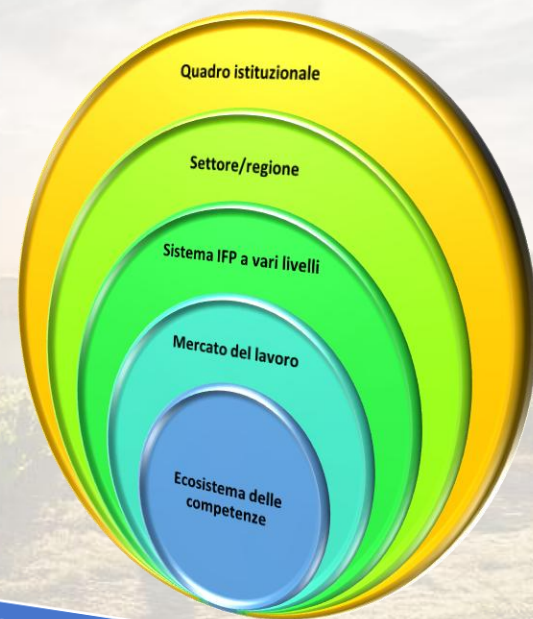 Quadro istituzionale
Settore/regione
Sistema IFP a vari livelli
Mercato del lavoro
Ecosistema delle
competenze